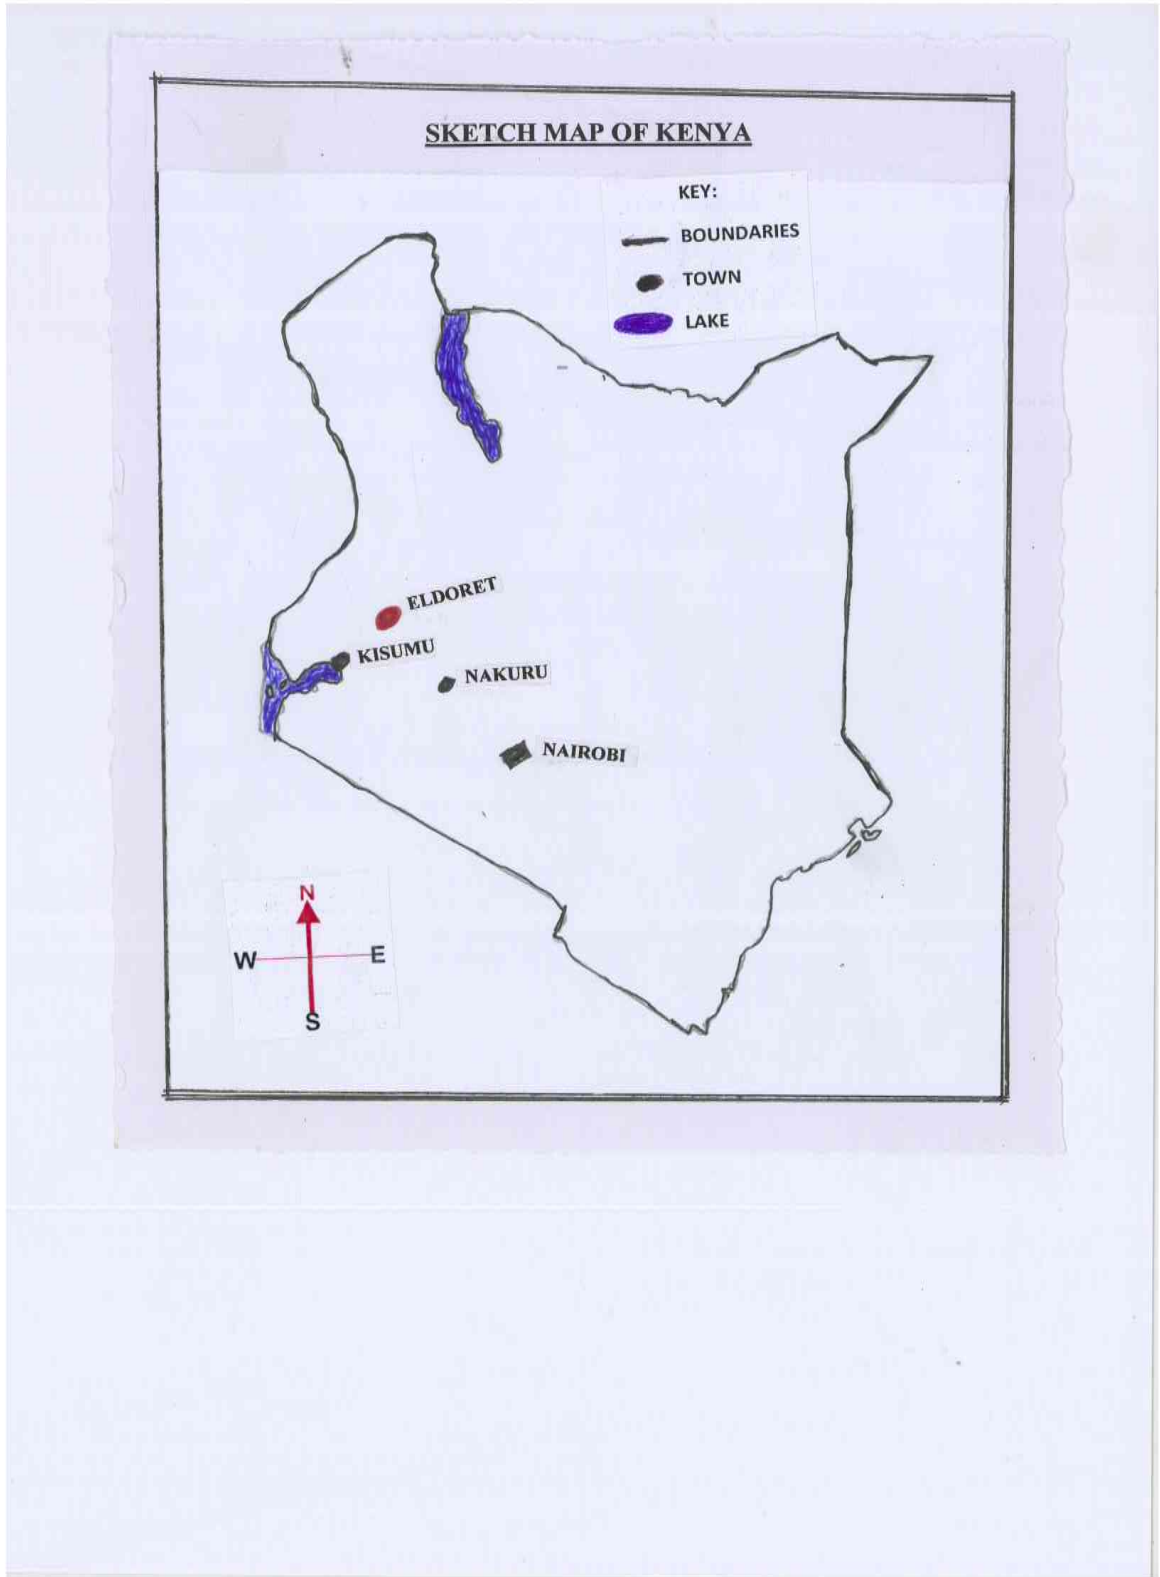 SKETCH MAP OF KENYA
KEY:
BOUNDARIES
TOWN
LAKE
ELDORET
KISUMU
NAKURU
NAIROBI
N
W
E
S